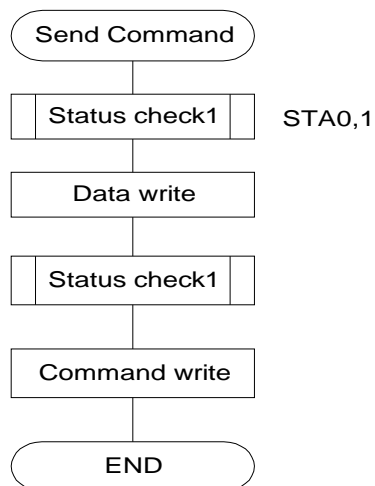 Send Command
Status check1 STA0,1
Data write
Status check1
Command write
END